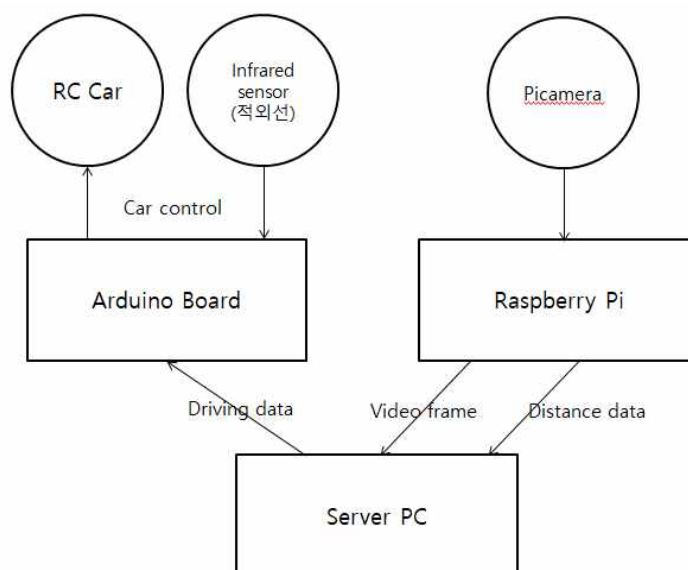 RC Car
Infrared
sensor
(적외선)
Picamera
Car control
Arduino Board
Raspberry Pi
Driving data
Video frame
Distance data
Server PC